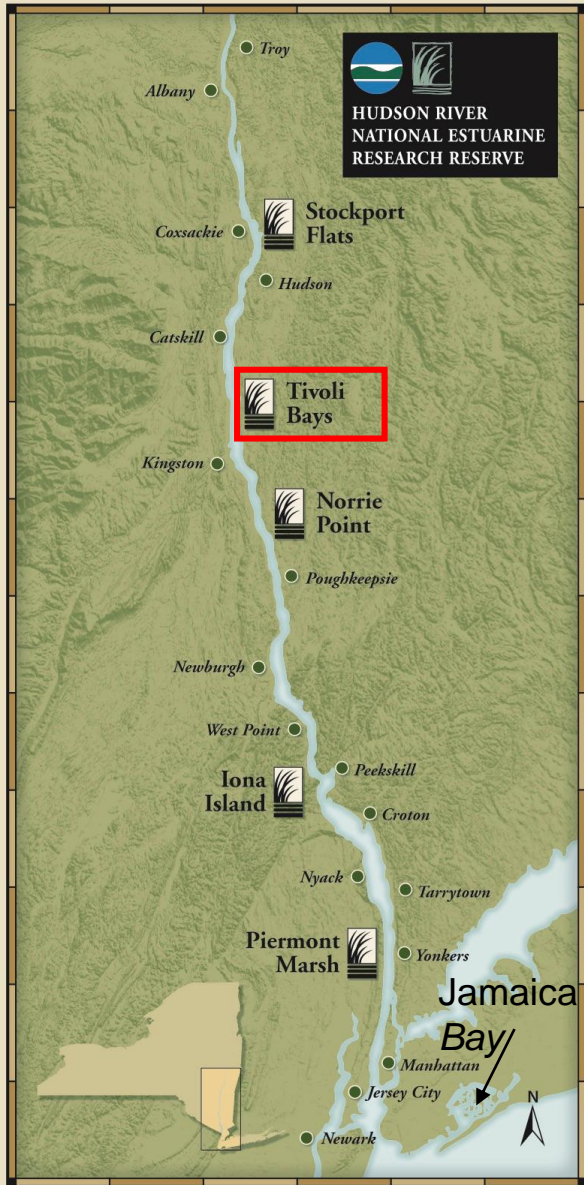 Troy
HUDSON RIVER
NATIONAL ESTUARINE
RESEARCH RESERVE
Albany
Stockport
Flats
Coxsackie
Hudson
Catskill
Tivoli
Bays
Kingston
Norrie
Point
Poughkeepsie
Newburgh
West Point
Peekskill
Iona
Island
Croton
Nyack
Tarrytown
Piermont
Marsh
Yonkers
Jamaica
Bay
Manhattan
Jersey City
N
Newark